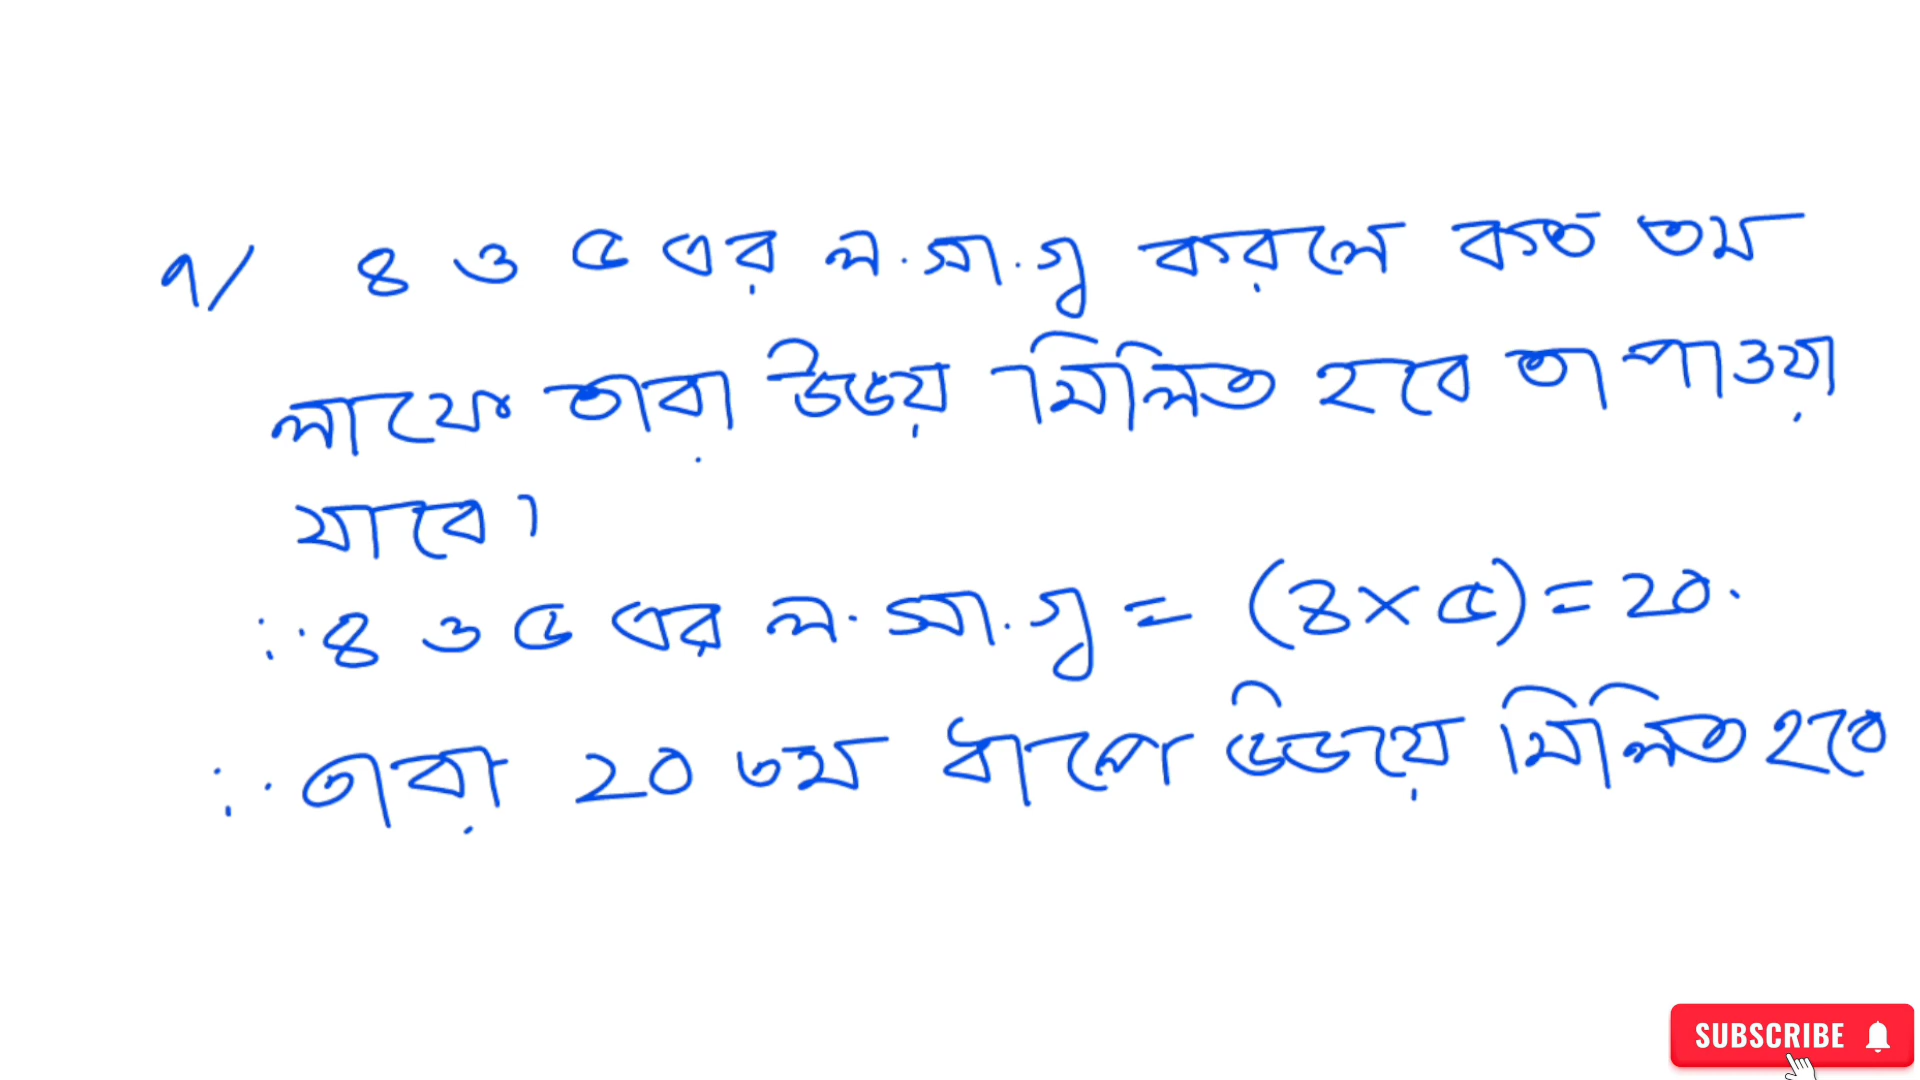 ৭/ ৪ ও ৫ এর ল.সা.গু করলে কত তম
লাফে তারা উভয় মিলিত হবে তা পাওয়া
যাবে।
∴ ৪ ও ৫ এর ল.সা.গু = (৪×৫) = 20.
∴ তারা 20 তম ধাপে উভয়ে মিলিত হবে
SUBSCRIBE